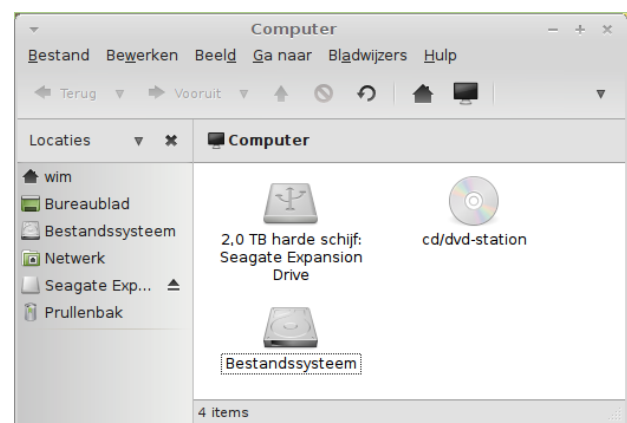 Computer
Bestand Bewerken Beeld Ga naar Bladwijzers Hulp
Terug Vooruit
Locaties Computer
wim
Bureaublad
Bestandssysteem
Netwerk
Seagate Exp...
Prullenbak
2,0 TB harde schijf:
Seagate Expansion
Drive
cd/dvd-station
Bestandssysteem
4 items